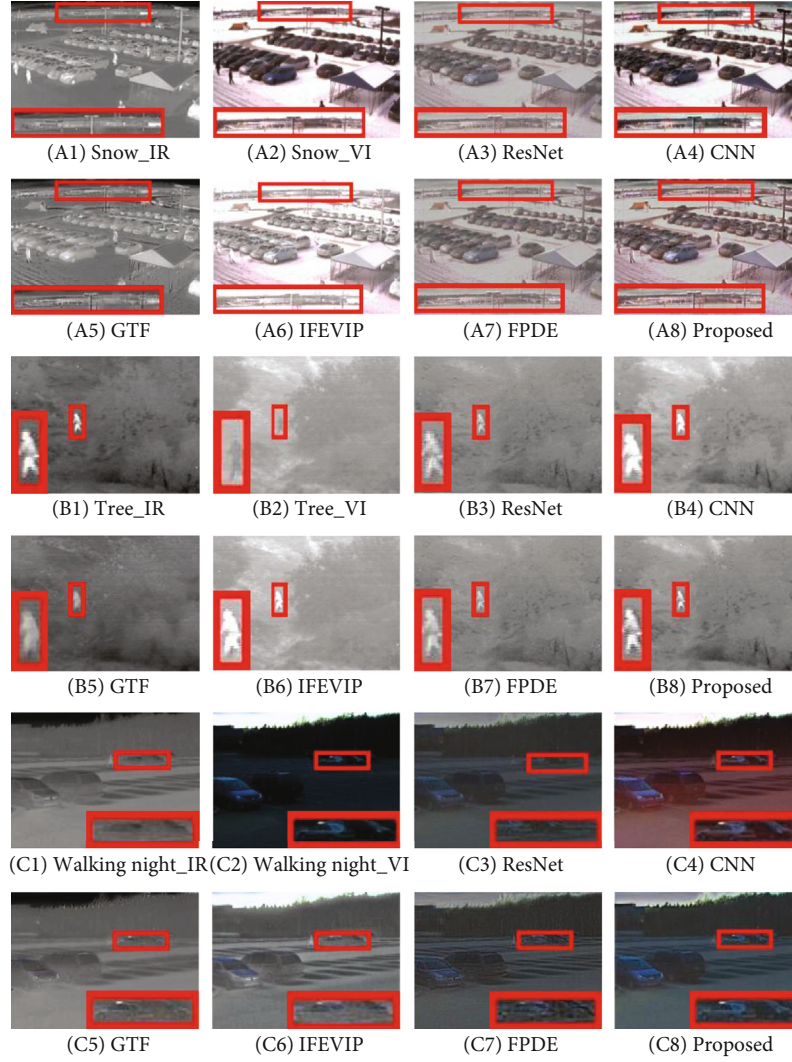 (A1) Snow_IR
(A2) Snow_VI
(A3) ResNet
(A4) CNN
(A5) GTF
(A6) IFEVIP
(A7) FPDE
(A8) Proposed
(B1) Tree_IR
(B2) Tree_VI
(B3) ResNet
(B4) CNN
(B5) GTF
(B6) IFEVIP
(B7) FPDE
(B8) Proposed
(C1) Walking night_IR
(C2) Walking night_VI
(C3) ResNet
(C4) CNN
(C5) GTF
(C6) IFEVIP
(C7) FPDE
(C8) Proposed